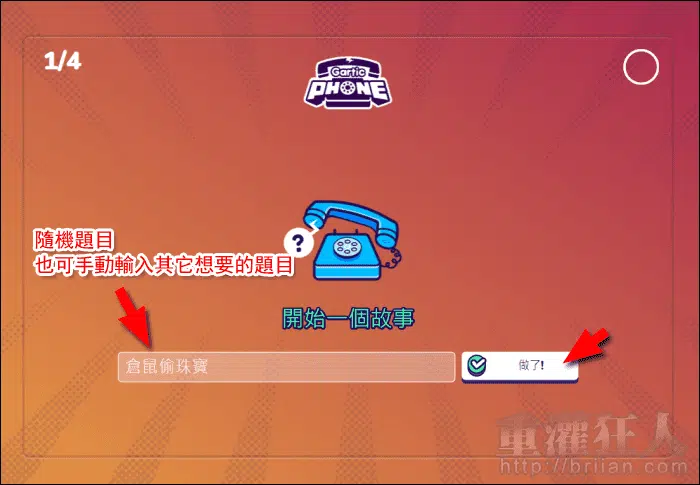 1/4
Gartic
PHONE
隨機題目
也可手動輸入其它想要的題目
?
開始一個故事
倉鼠偷珠寶
做了!
重灌狂人
http://briian.com